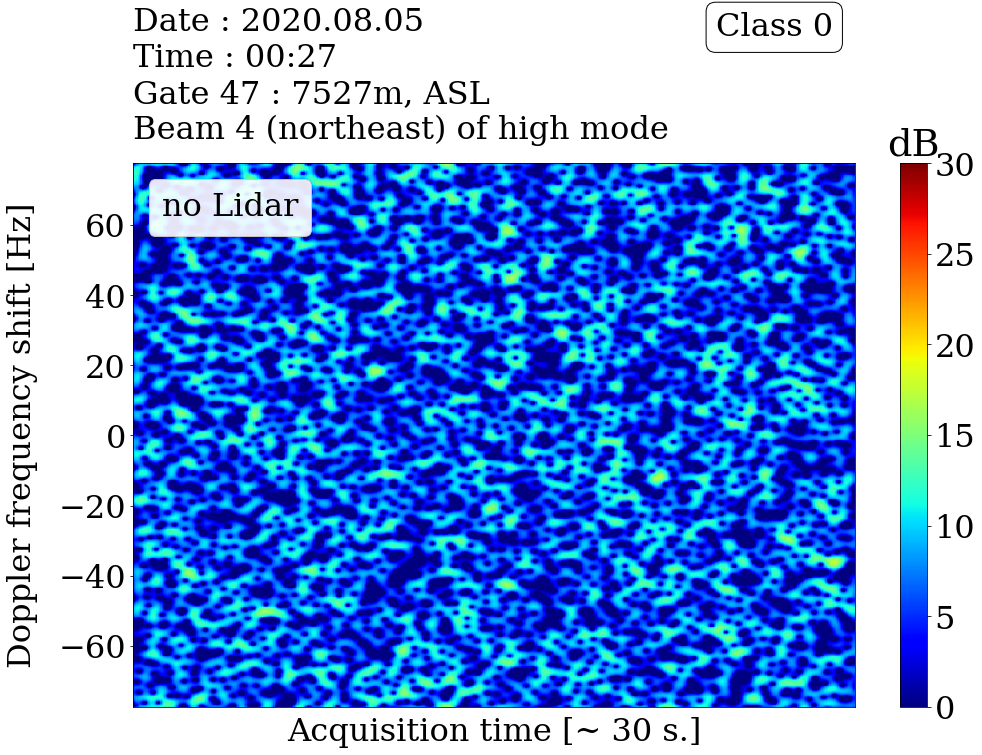 Date : 2020.08.05
Time : 00:27
Gate 47 : 7527m, ASL
Beam 4 (northeast) of high mode
Class 0
dB
no Lidar
Doppler frequency shift [Hz]
60
40
20
0
−20
−40
−60
Acquisition time [~ 30 s.]
30
25
20
15
10
5
0